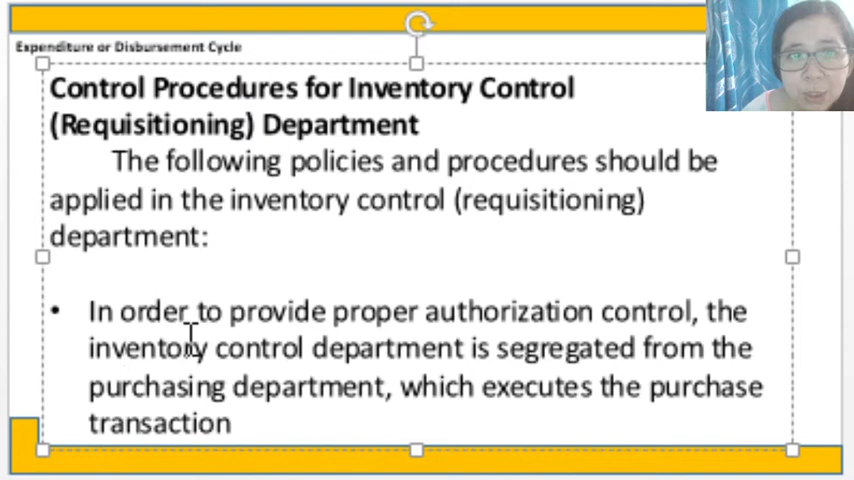 Expenditure or Disbursement Cycle
Control Procedures for Inventory Control
(Requisitioning) Department
The following policies and procedures should be
applied in the inventory control (requisitioning)
department:
• In order to provide proper authorization control, the
inventory control department is segregated from the
purchasing department, which executes the purchase
transaction